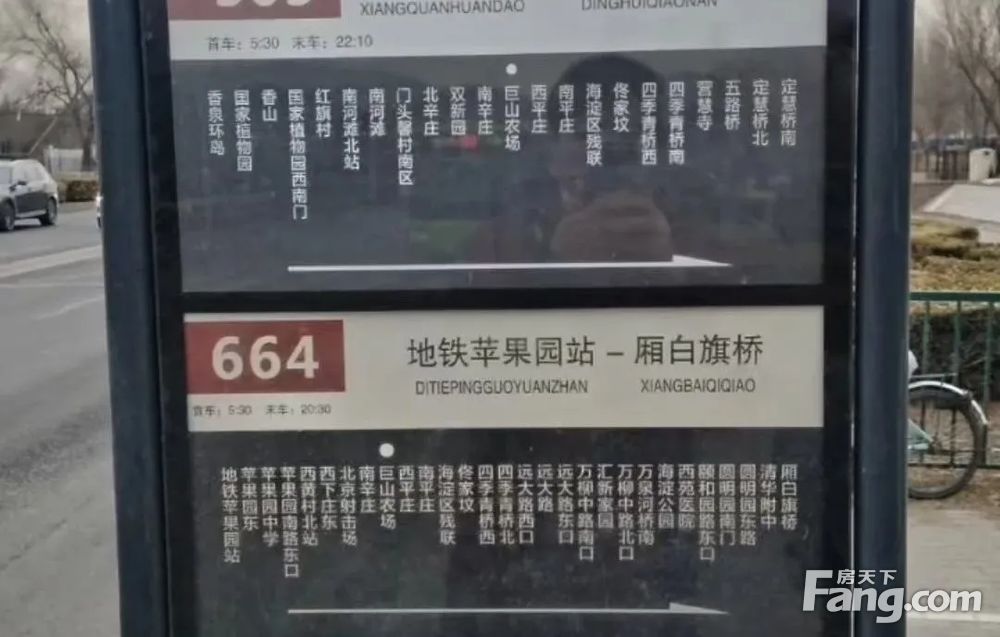 XIANGQUANHUANDAO DINGHUIQIAONAN
首车：5:30 末车：22:10
香泉环岛
国家植物园
香山
国家植物园西南门
红旗村
南河滩北站
南河滩
门头馨村南区
北辛庄
双新园
南辛庄
巨山农场
西平庄
南平庄
海淀区残联
佟家坟
四季青桥西
四季青桥南
营慧寺
五路桥
定慧桥北
定慧桥南
664
地铁苹果园站 – 厢白旗桥
DITIEPINGGUOYUANZHAN XIANGBAIQIQIAO
首车：5:30 末车：20:30
地铁苹果园站
苹果园东
苹果园中学
苹果园南路东口
西黄村北站
西下庄东
北京射击场
南辛庄
巨山农场
西平庄
南平庄
海淀区残联
佟家坟
四季青桥西
四季青桥北
远大路西口
远大路
远大路东口
万柳中路南口
汇新家园
万柳中路北口
万泉河桥南
海淀公园
西苑医院
颐和园路东口
圆明园南门
圆明园东路
清华附中
厢白旗桥
房天下
Fang.com